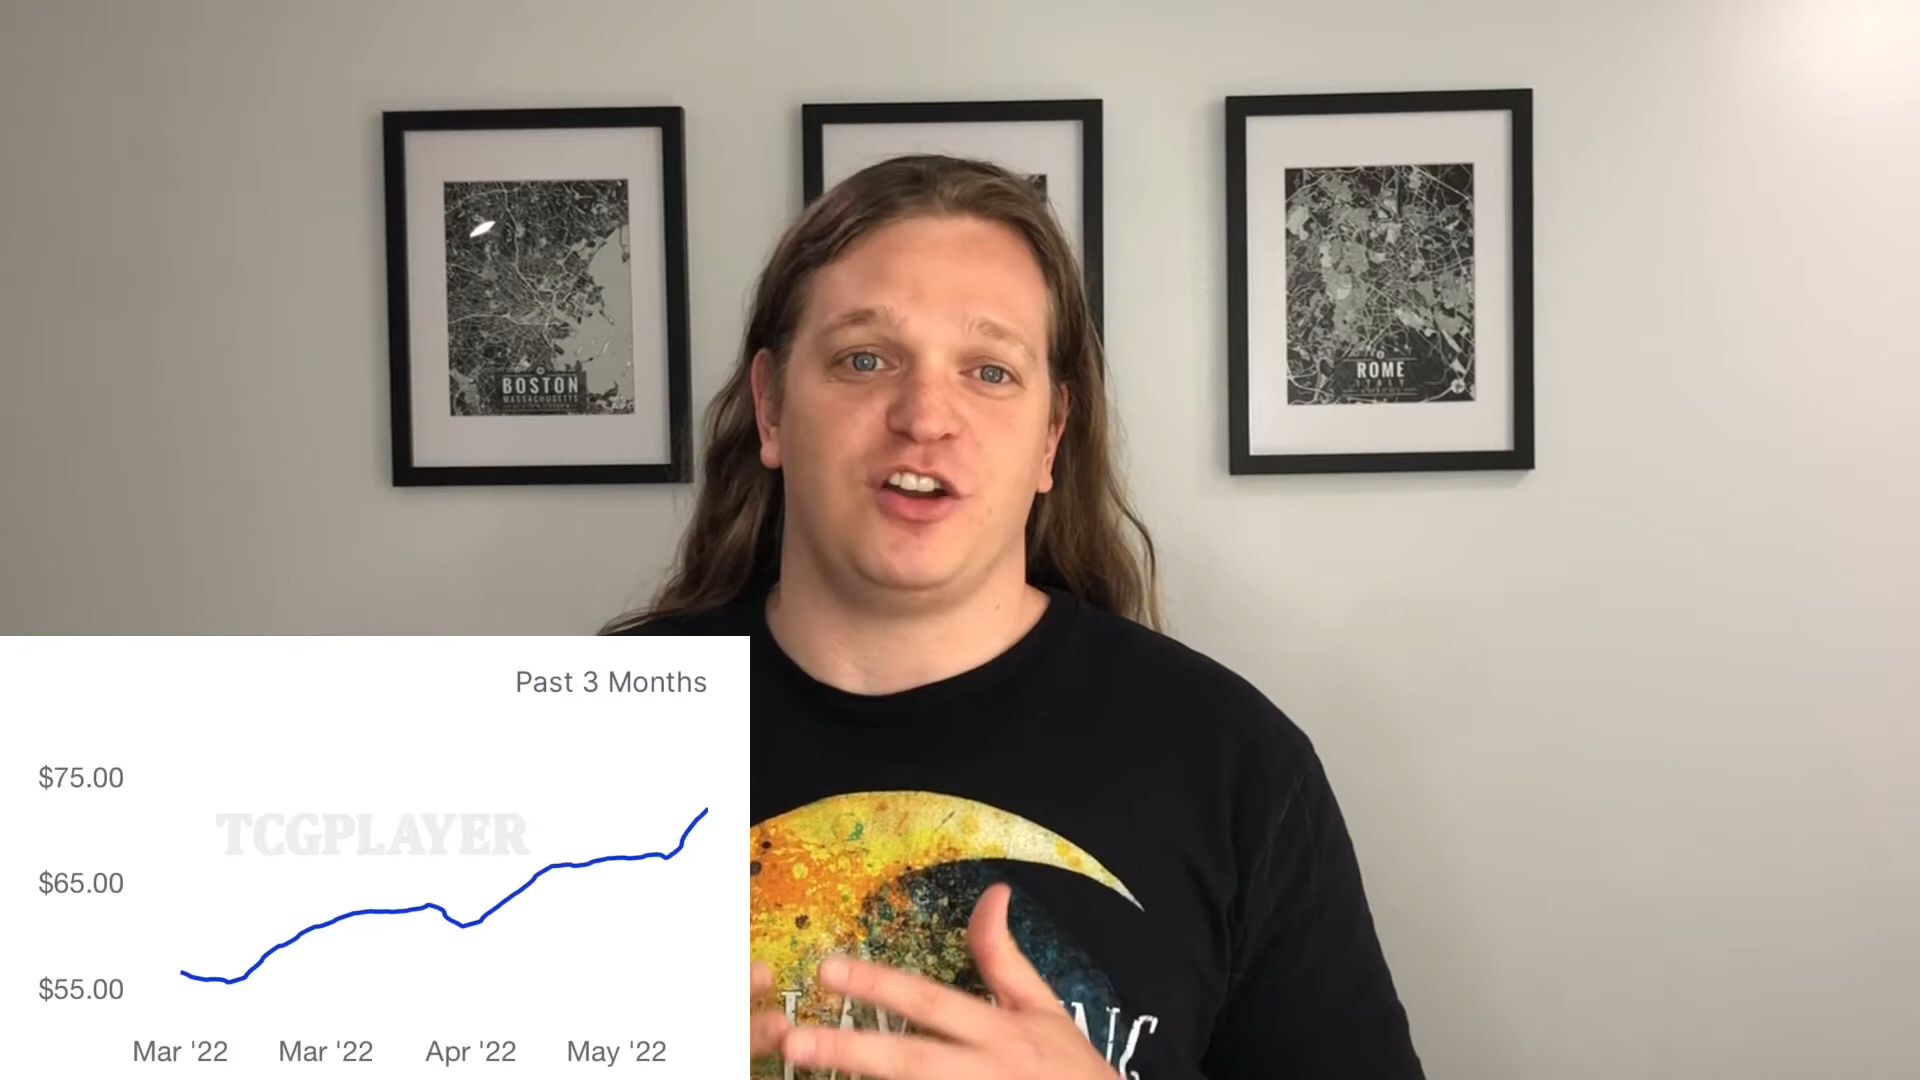 BOSTON
MASSACHUSETTS
ROME
ITALY
Past 3 Months
$75.00
TCGPLAYER
$65.00
$55.00
Mar '22
Mar '22
Apr '22
May '22